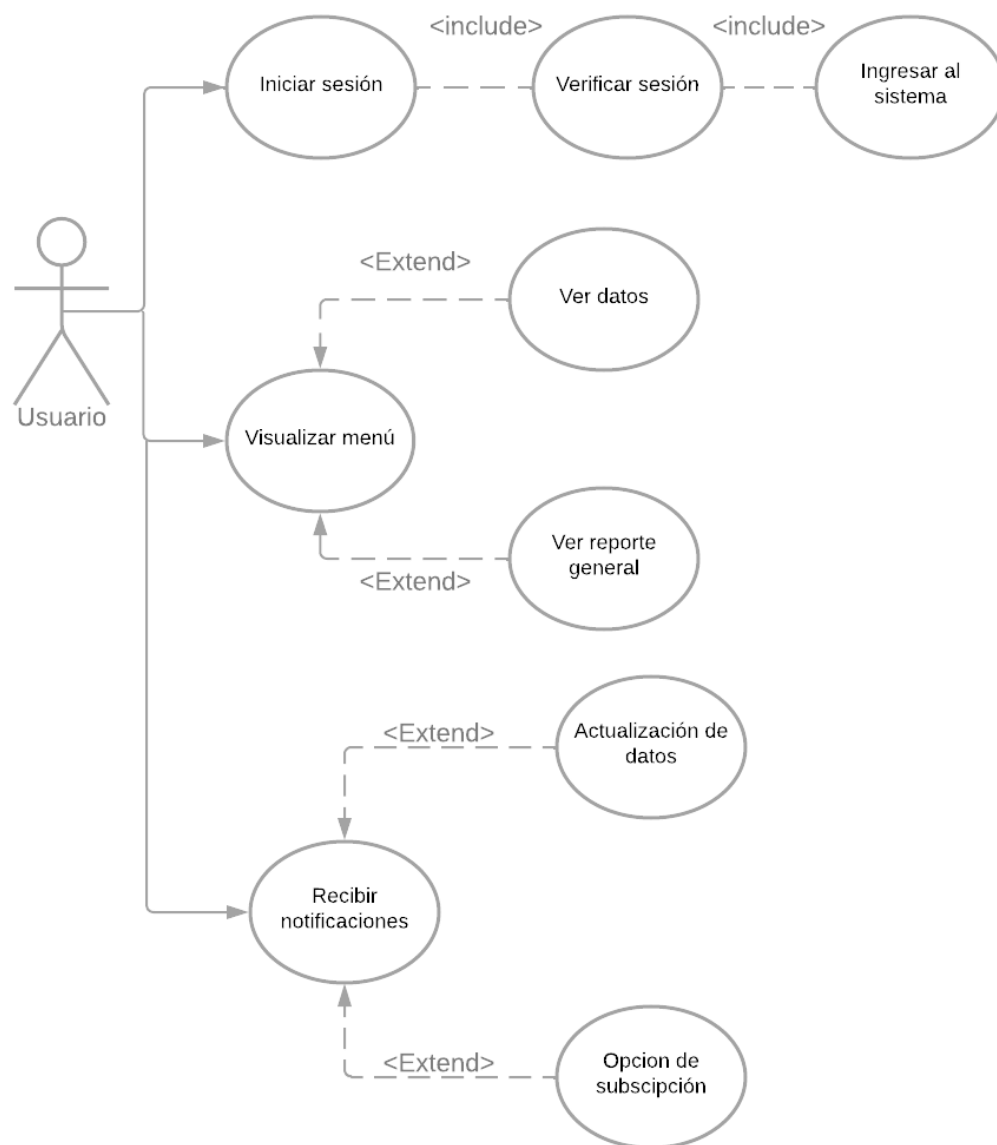 <include>
<include>
Iniciar sesión
Verificar sesión
Ingresar al
sistema
<Extend>
Ver datos
Usuario
Visualizar menú
Ver reporte
general
<Extend>
<Extend>
Actualización de
datos
Recibir
notificaciones
<Extend>
Opcion de
subscipción